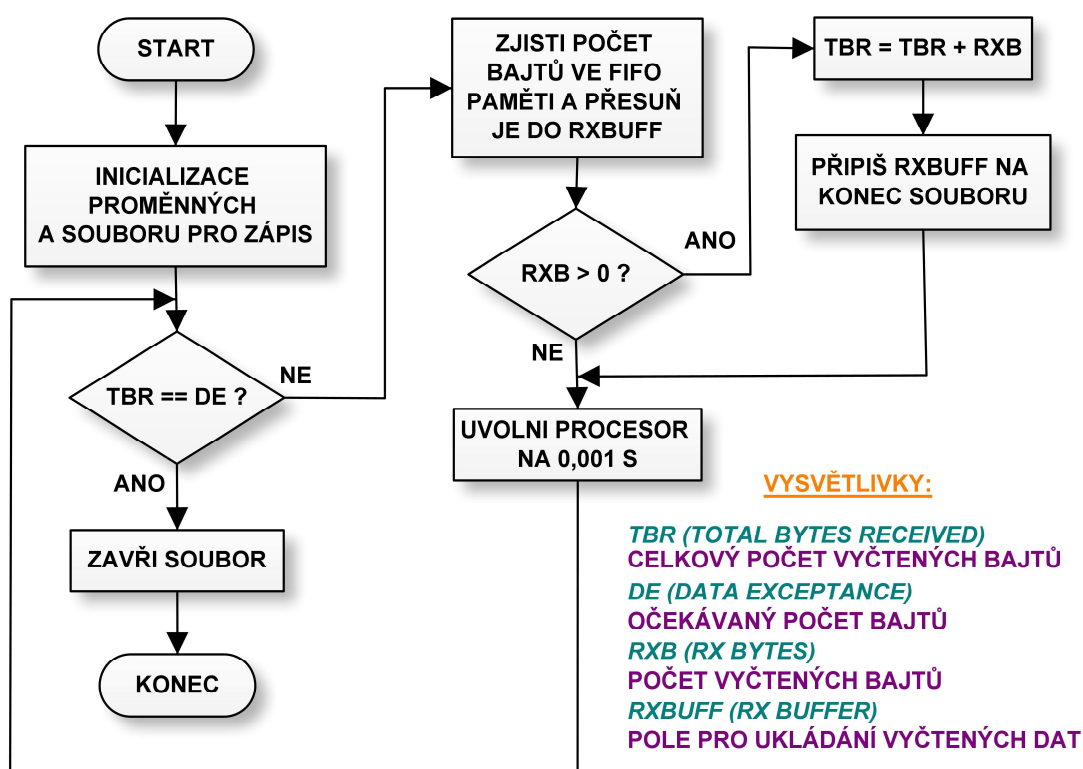 START
INICIALIZACE
PROMĚNNÝCH
A SOUBORU PRO ZÁPIS
TBR == DE ?
NE
ANO
ZAVŘI SOUBOR
KONEC
ZJISTI POČET
BAJTŮ VE FIFO
PAMĚTI A PŘESUŇ
JE DO RXBUFF
RXB > 0 ?
ANO
NE
TBR = TBR + RXB
PŘIPIŠ RXBUFF NA
KONEC SOUBORU
UVOLNI PROCESOR
NA 0,001 S
VYSVĚTLIVKY:
TBR (TOTAL BYTES RECEIVED)
CELKOVÝ POČET VYČTENÝCH BAJTŮ
DE (DATA EXCEPTANCE)
OČEKÁVANÝ POČET BAJTŮ
RXB (RX BYTES)
POČET VYČTENÝCH BAJTŮ
RXBUFF (RX BUFFER)
POLE PRO UKLÁDÁNÍ VYČTENÝCH DAT